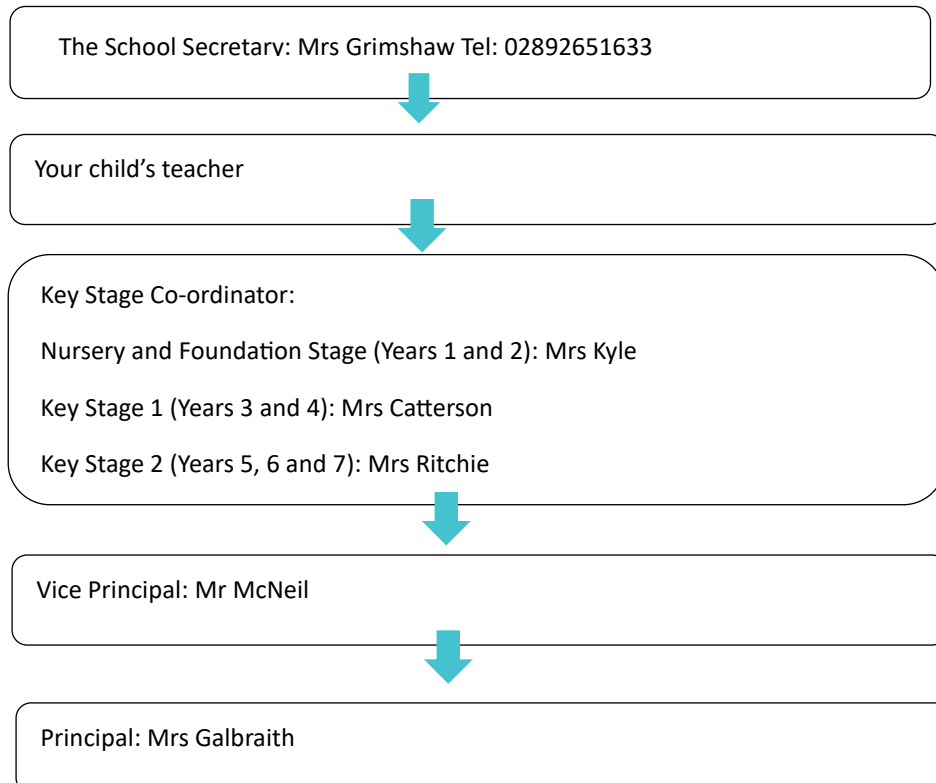 The School Secretary: Mrs Grimshaw Tel: 02892651633
Your child’s teacher
Key Stage Co-ordinator:
Nursery and Foundation Stage (Years 1 and 2): Mrs Kyle
Key Stage 1 (Years 3 and 4): Mrs Catterson
Key Stage 2 (Years 5, 6 and 7): Mrs Ritchie
Vice Principal: Mr McNeil
Principal: Mrs Galbraith